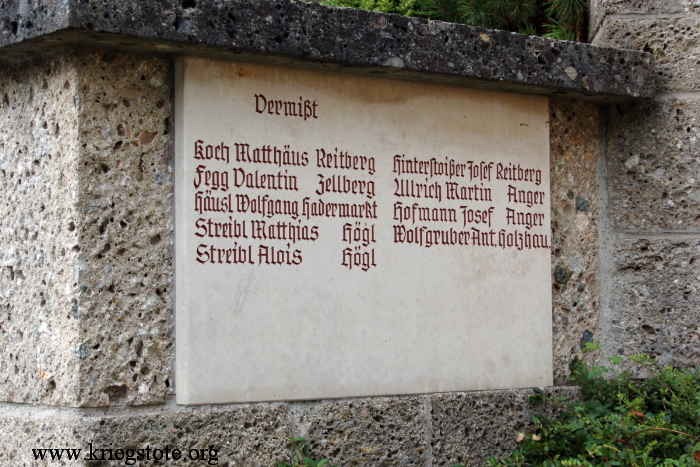 Vermißt
Koch Matthäus Reitberg
Fegg Valentin Zellberg
Häusl Wolfgang Hadermarkt
Streibl Matthias Högl
Streibl Alois Högl
Hinterstoißer Josef Reitberg
Ullrich Martin Anger
Hofmann Josef Anger
Wolfgruber Ant. Holzhau.
www.kriegstote.org